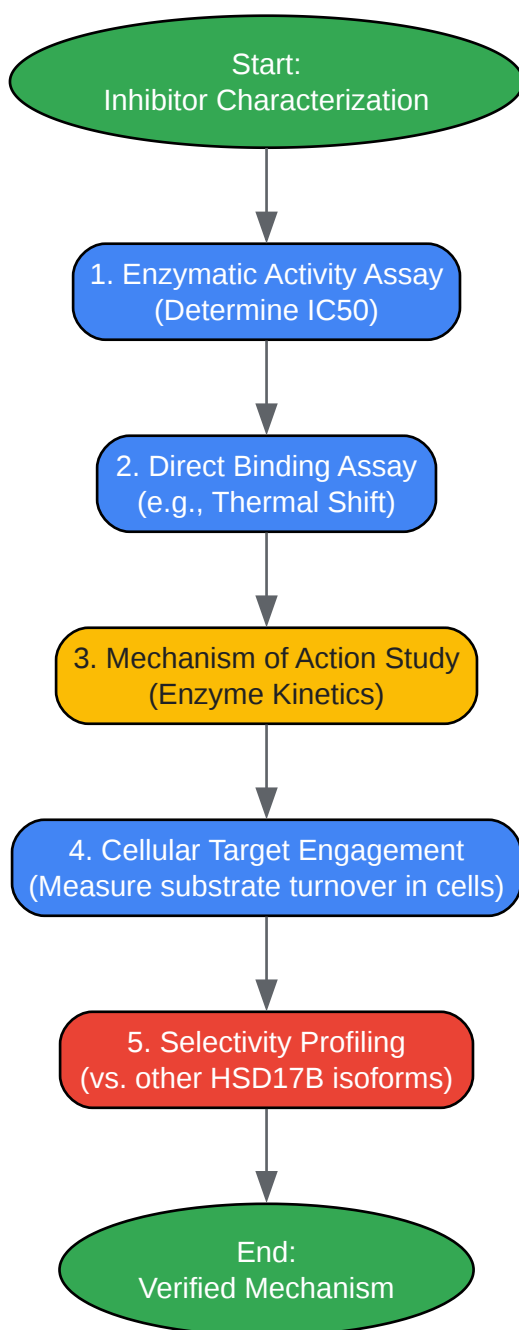 Start:
Inhibitor Characterization
1. Enzymatic Activity Assay
(Determine IC50)
2. Direct Binding Assay
(e.g., Thermal Shift)
3. Mechanism of Action Study
(Enzyme Kinetics)
4. Cellular Target Engagement
(Measure substrate turnover in cells)
5. Selectivity Profiling
(vs. other HSD17B isoforms)
End:
Verified Mechanism